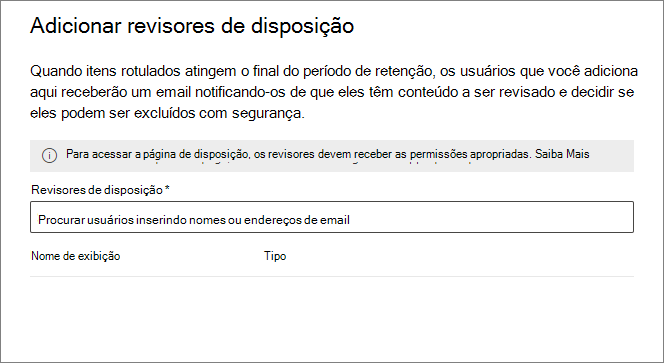 Adicionar revisores de disposição
Quando itens rotulados atingem o final do período de retenção, os usuários que você adiciona
aqui receberão um email notificando-os de que eles têm conteúdo a ser revisado e decidir se
eles podem ser excluídos com segurança.
Para acessar a página de disposição, os revisores devem receber as permissões apropriadas. Saiba Mais
Revisores de disposição *
Procurar usuários inserindo nomes ou endereços de email
Nome de exibição Tipo